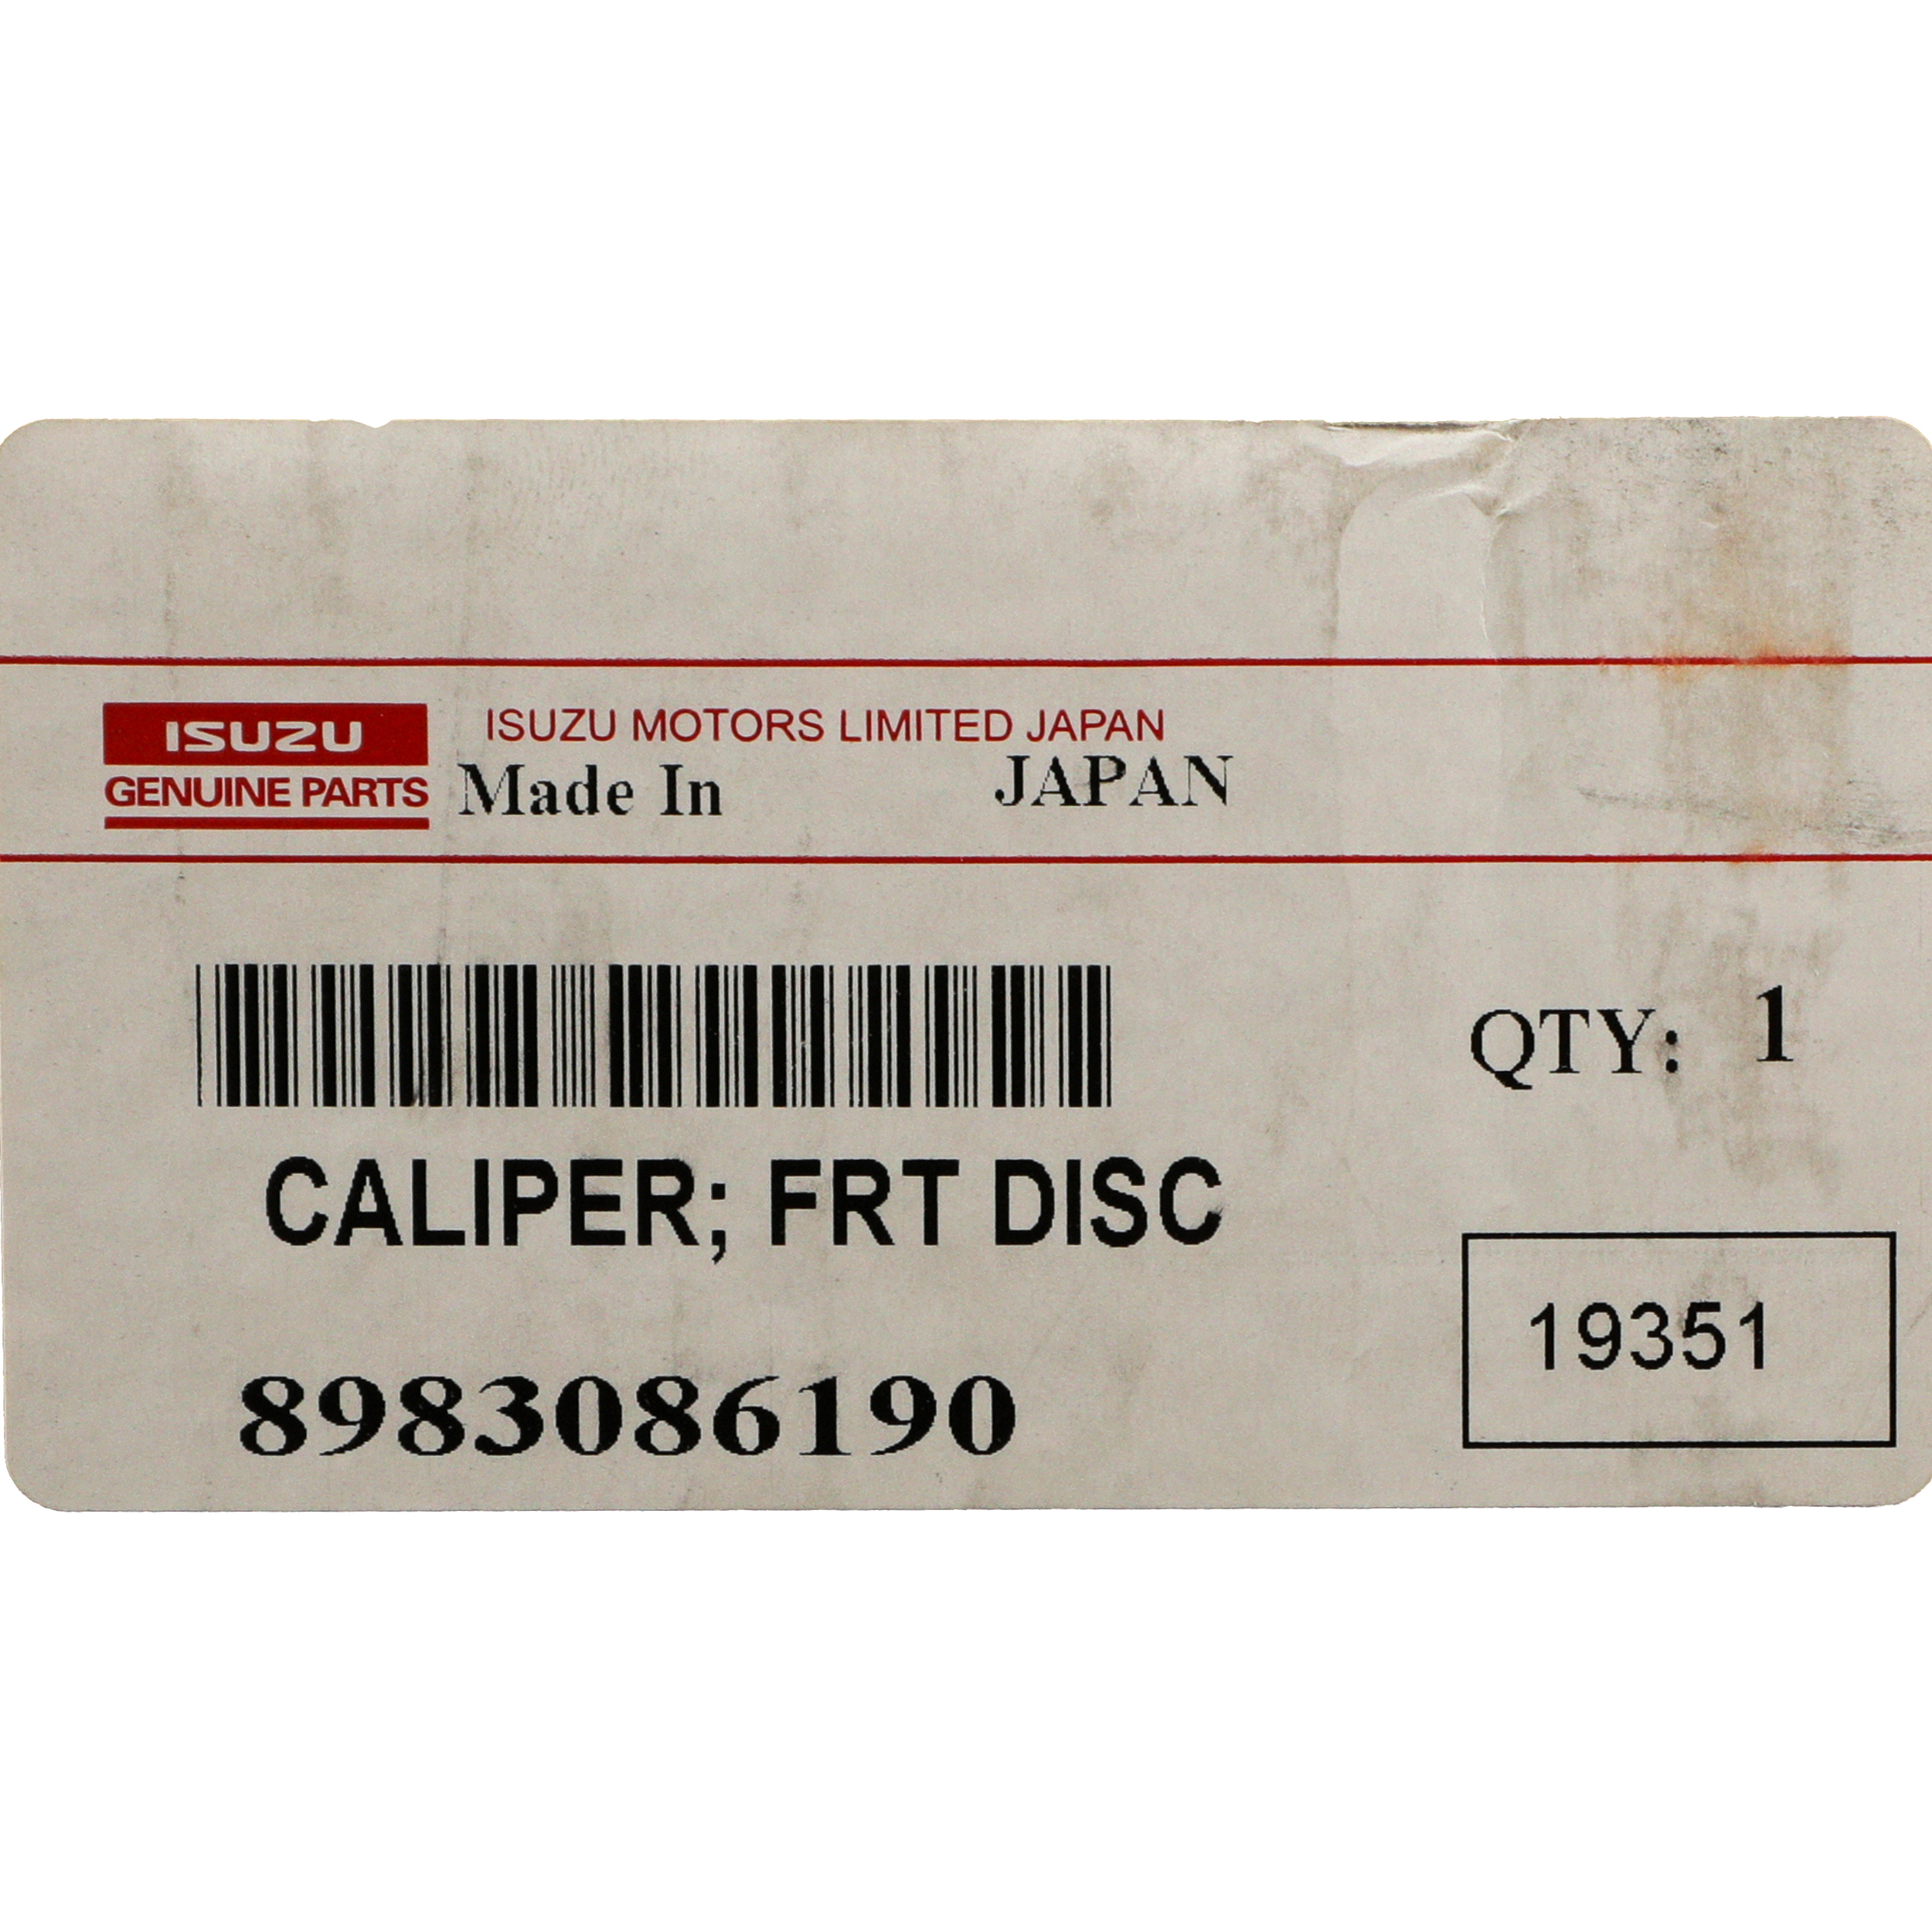 ISUZU
GENUINE PARTS
ISUZU MOTORS LIMITED JAPAN
Made In JAPAN
QTY: 1
CALIPER; FRT DISC
19351
8983086190